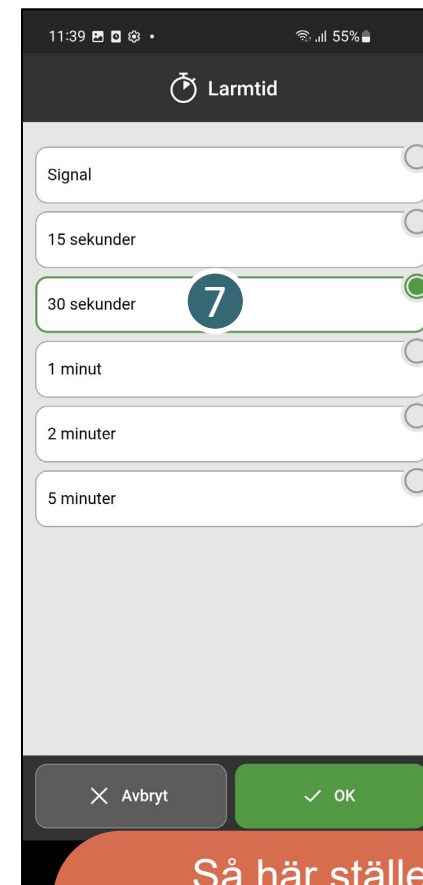 11:39 55%
Larmtid
Signal
15 sekunder
30 sekunder 7
1 minut
2 minuter
5 minuter
Avbryt OK
Så här ställe